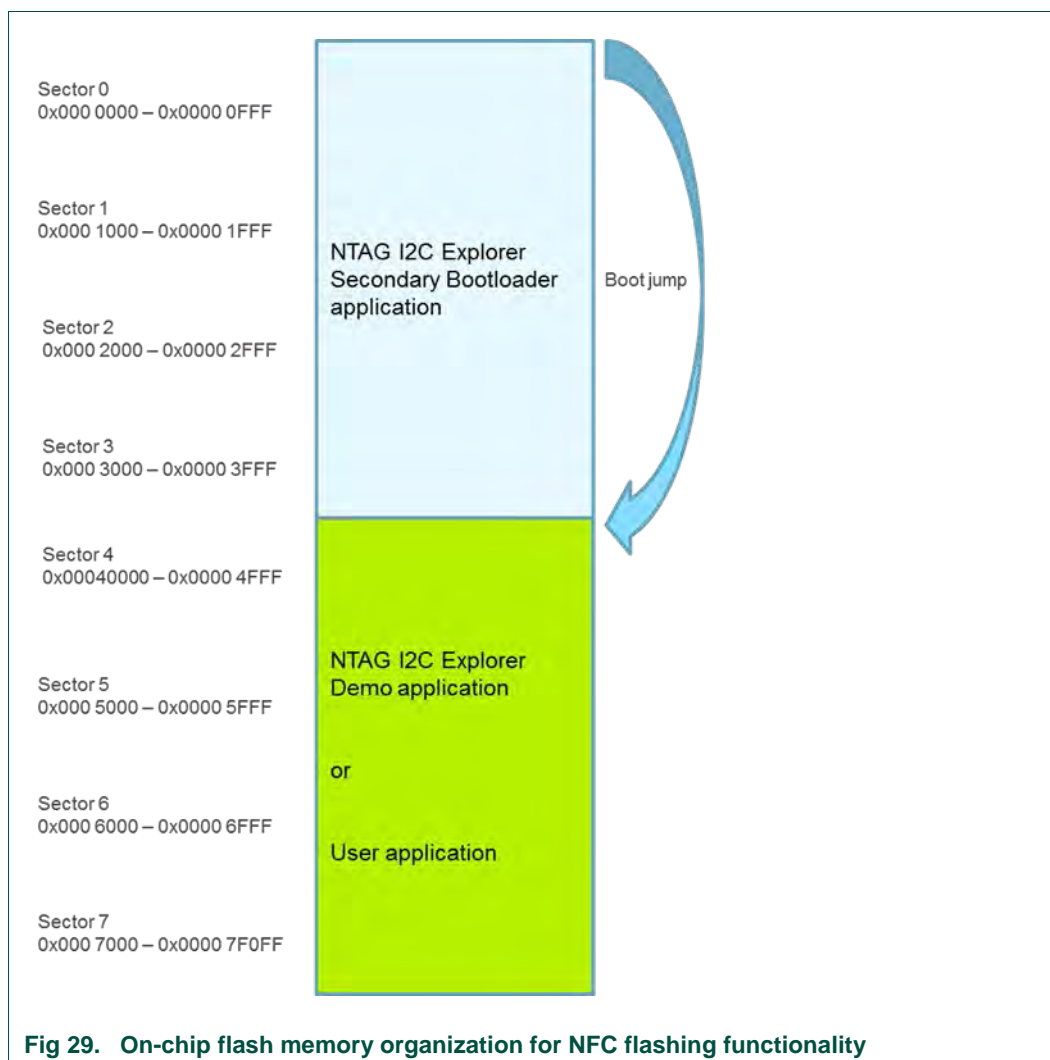 Sector 0
0x000 0000 – 0x0000 0FFF
Sector 1
0x000 1000 – 0x0000 1FFF
NTAG I2C Explorer
Secondary Bootloader
application
Boot jump
Sector 2
0x000 2000 – 0x0000 2FFF
Sector 3
0x000 3000 – 0x0000 3FFF
Sector 4
0x00040000 – 0x0000 4FFF
NTAG I2C Explorer
Demo application
Sector 5
0x000 5000 – 0x0000 5FFF
or
Sector 6
0x000 6000 – 0x0000 6FFF
User application
Sector 7
0x000 7000 – 0x0000 7F0FF
Fig 29. On-chip flash memory organization for NFC flashing functionality